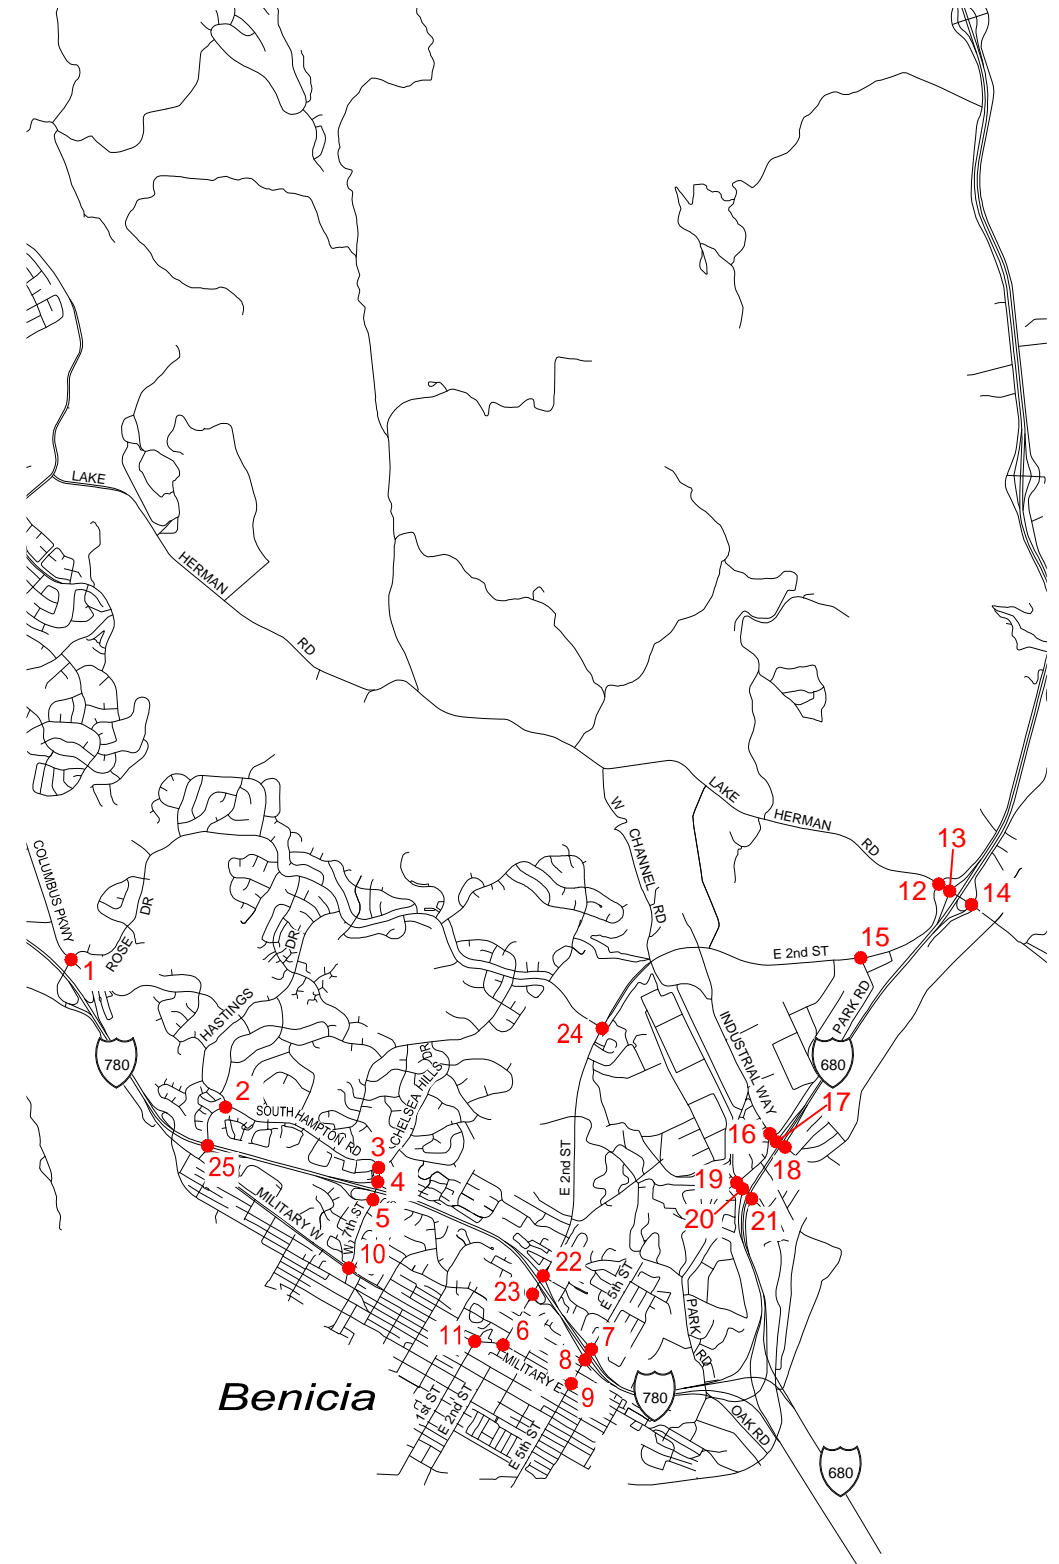 LAKE
HERMAN
RD
W
CHANNEL
RD
LAKE
HERMAN
RD
13
12
14
COLUMBUS PKWY
ROSE
DR
DR
1
E 2nd ST
15
HASTINGS
INDUSTRIAL WAY
PARK RD
24
780
680
2
SOUTH HAMPTON RD
CHELSEA HILLS DR
17
16
18
25
3
4
5
E 2nd ST
19
20
21
MILITARY W
W 7th ST
10
22
23
E 5th ST
11
6
7
8
9
MILITARY E
PARK RD
Benicia
1st ST
E 2nd ST
E 5th ST
780
OAK RD
680